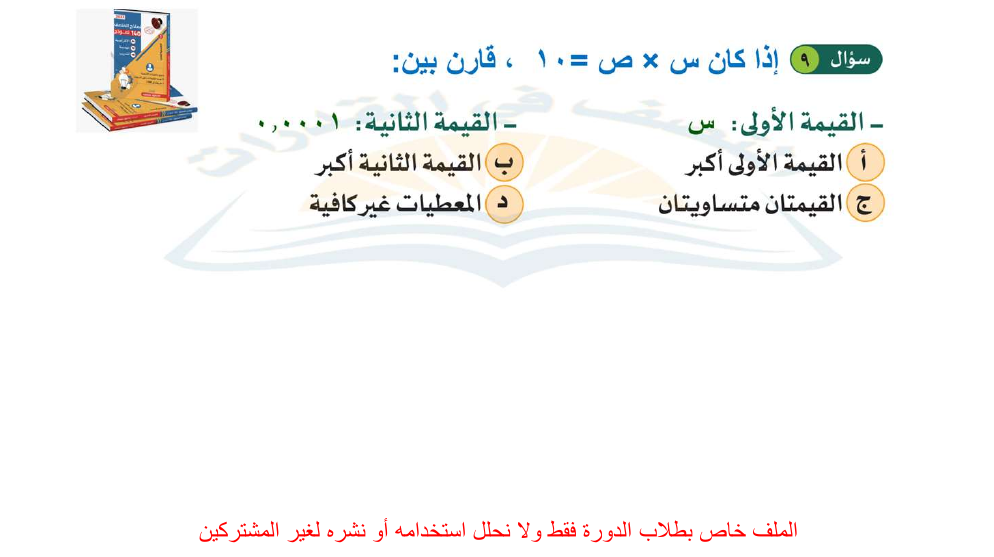 سؤال ٩ إذا كان س × ص = ١٠ ، قارن بين:
– القيمة الأولى: س – القيمة الثانية: ٠,٠٠٠١
أ القيمة الأولى أكبر ب القيمة الثانية أكبر
ج القيمتان متساويتان د المعطيات غير كافية
الملف خاص بطلاب الدورة فقط ولا نحلل استخدامه أو نشره لغير المشتركين